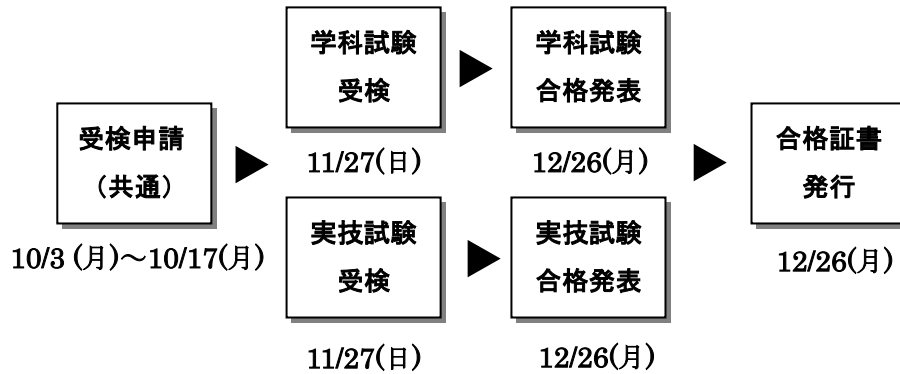 受検申請
（共通）
10/3 (月)～10/17(月)
学科試験
受検
11/27(日)
学科試験
合格発表
12/26(月)
実技試験
受検
11/27(日)
実技試験
合格発表
12/26(月)
合格証書
発行
12/26(月)